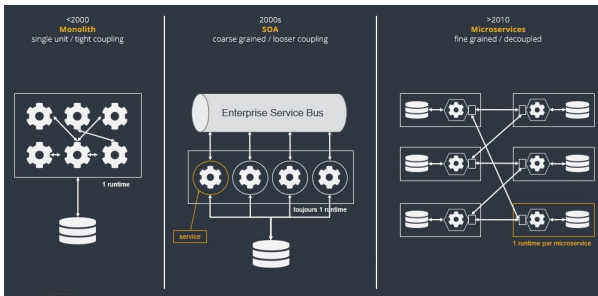 <2000
Monolith
single unit / tight coupling
1 runtime
2000s
SOA
coarse grained / looser coupling
Enterprise Service Bus
toujours 1 runtime
service
>2010
Microservices
fine grained / decoupled
1 runtime par microservice